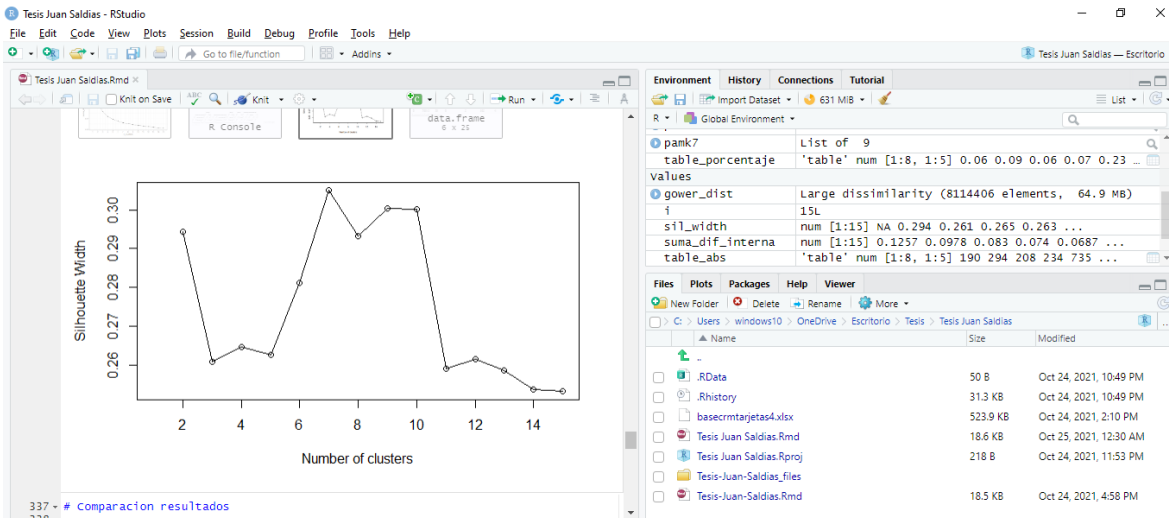 Tesis Juan Saldias - RStudio
File Edit Code View Plots Session Build Debug Profile Tools Help
Go to file/function Addins Tesis Juan Saldias — Escritorio
Tesis Juan Saldias.Rmd
Knit on Save ABC Knit Run
R Console
data.frame
6 x 25
0.30
0.29
0.28
0.27
0.26
Silhouette Width
2 4 6 8 10 12 14
Number of clusters
337 # Comparacion resultados
Environment History Connections Tutorial
Import Dataset 631 MiB List
R Global Environment
pamk7 List of 9
table_porcentaje 'table' num [1:8, 1:5] 0.06 0.09 0.06 0.07 0.23 …
Values
gower_dist Large dissimilarity (8114406 elements, 64.9 MB)
i 15L
sil_width num [1:15] NA 0.294 0.261 0.265 0.263 ...
suma_dif_interna num [1:15] 0.1257 0.0978 0.083 0.074 0.0687 ...
table_abs 'table' int [1:8, 1:5] 190 294 208 234 735 ...
Files Plots Packages Help Viewer
New Folder Delete Rename More
C: Users windows10 OneDrive Escritorio Tesis Tesis Juan Saldias
Name Size Modified
..
.RData 50 B Oct 24, 2021, 10:49 PM
.Rhistory 31.3 KB Oct 24, 2021, 10:49 PM
basecrmtarjetas4.xlsx 523.9 KB Oct 24, 2021, 2:10 PM
Tesis Juan Saldias.Rmd 18.6 KB Oct 25, 2021, 12:30 AM
Tesis Juan Saldias.Rproj 218 B Oct 24, 2021, 11:53 PM
Tesis-Juan-Saldias_files
Tesis-Juan-Saldias.Rmd 18.5 KB Oct 24, 2021, 4:58 PM